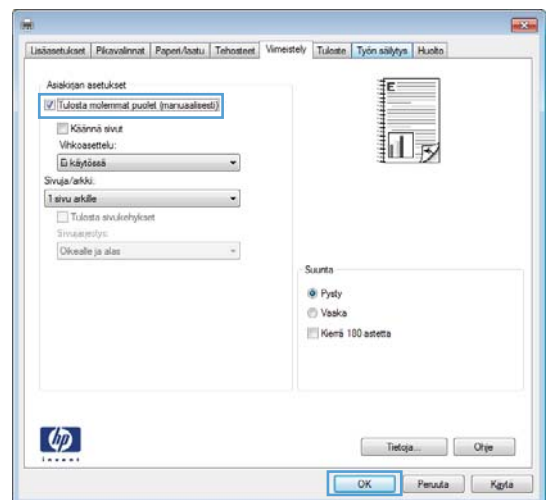 Lisäasetukset Pikavalinnat Paperi/laatu Tehosteet Viimeistely Tuloste Työn säilytys Huolto
Asiakirjan asetukset
Tulosta molemmat puolet (manuaalisesti)
Käännä sivut
Vihkoasettelu:
Ei käytössä
Sivuja/arkki:
1 sivu arkille
Tulosta sivukehykset
Sivujärjestys:
Oikealle ja alas
E
Suunta
Pysty
Vaaka
Kierrä 180 astetta
hp
invent
Tietoja... Ohje
OK Peruuta Käytä